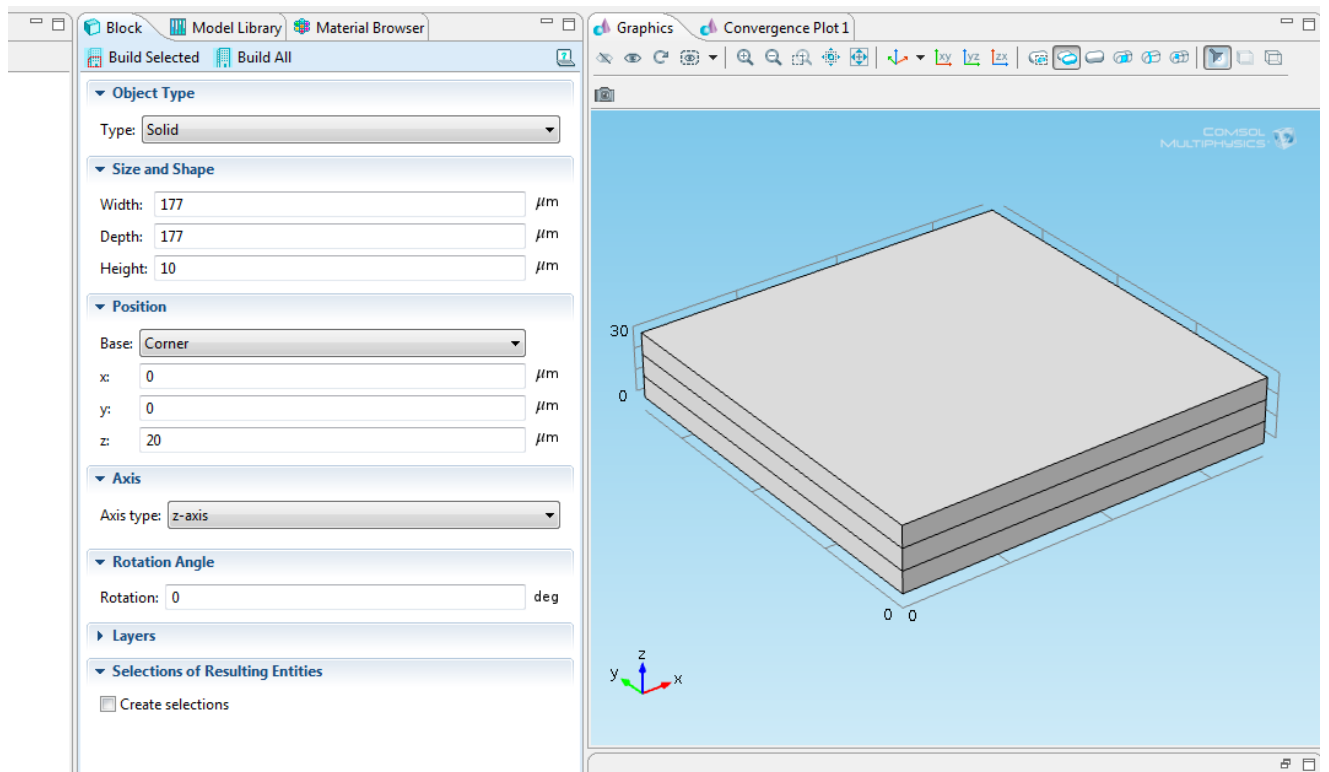 Block Model Library Material Browser
Build Selected Build All
Object Type
Type: Solid
Size and Shape
Width: 177 μm
Depth: 177 μm
Height: 10 μm
Position
Base: Corner
x: 0 μm
y: 0 μm
z: 20 μm
Axis
Axis type: z-axis
Rotation Angle
Rotation: 0 deg
Layers
Selections of Resulting Entities
Create selections
Graphics Convergence Plot 1
xy yz zx
COMSOL
MULTIPHYSICS
30
0
0 0
z
y x